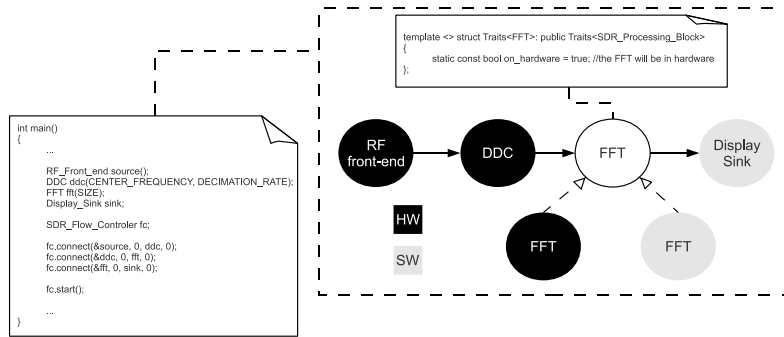 template <> struct Traits<FFT>: public Traits<SDR_Processing_Block>
{
static const bool on_hardware = true; //the FFT will be in hardware
};
int main()
{
...
RF_Front_end source();
DDC ddc(CENTER_FREQUENCY, DECIMATION_RATE);
FFT fft(SIZE);
Display_Sink sink;
SDR_Flow_Controler fc;
fc.connect(&source, 0, ddc, 0);
fc.connect(&ddc, 0, fft, 0);
fc.connect(&fft, 0, sink, 0);
fc.start();
...
}
RF
front-end
DDC
FFT
Display
Sink
HW
SW
FFT
FFT